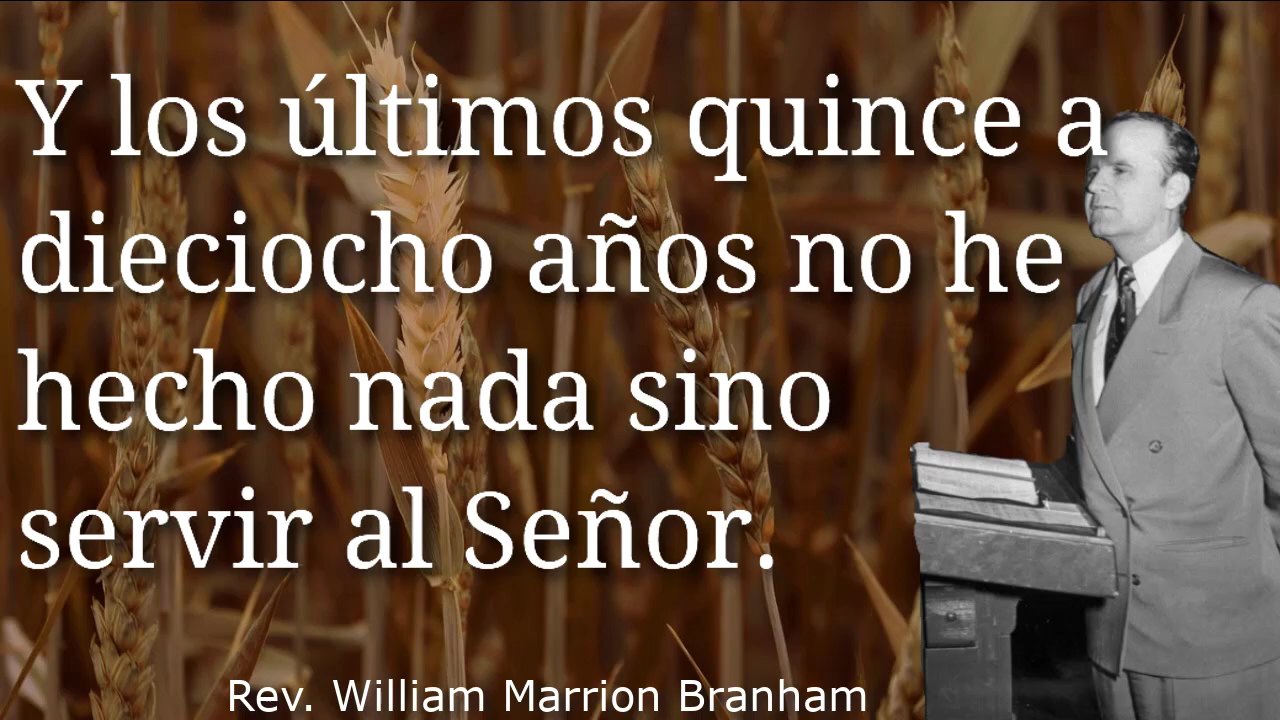 Y los últimos quince a
dieciocho años no he
hecho nada sino
servir al Señor.
Rev. William Marrion Branham